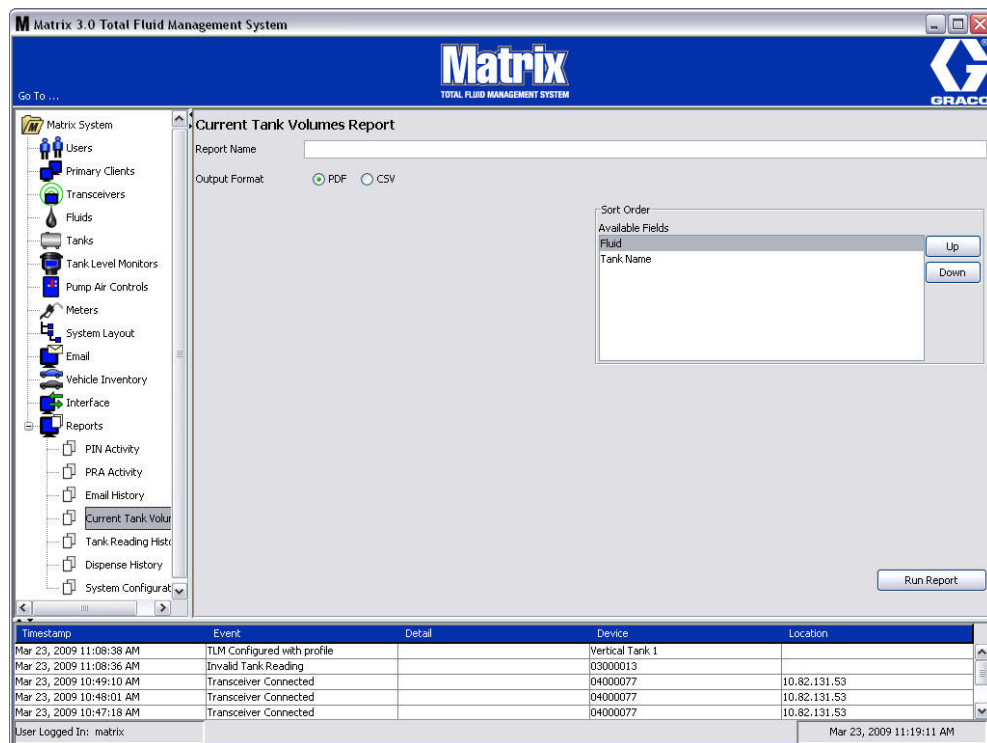 M Matrix 3.0 Total Fluid Management System
Matrix
TOTAL FLUID MANAGEMENT SYSTEM
GRACO
Go To ...
Matrix System
Users
Primary Clients
Transceivers
Fluids
Tanks
Tank Level Monitors
Pump Air Controls
Meters
System Layout
Email
Vehicle Inventory
Interface
Reports
PIN Activity
PRA Activity
Email History
Current Tank Volur
Tank Reading Histo
Dispense History
System Configurat
Current Tank Volumes Report
Report Name
Output Format PDF CSV
Sort Order
Available Fields
Fluid
Tank Name
Up
Down
Run Report
Timestamp Event Detail Device Location
Mar 23, 2009 11:08:38 AM TLM Configured with profile Vertical Tank 1
Mar 23, 2009 11:08:36 AM Invalid Tank Reading 03000013
Mar 23, 2009 10:49:10 AM Transceiver Connected 04000077 10.82.131.53
Mar 23, 2009 10:48:01 AM Transceiver Connected 04000077 10.82.131.53
Mar 23, 2009 10:47:18 AM Transceiver Connected 04000077 10.82.131.53
User Logged In: matrix Mar 23, 2009 11:19:11 AM